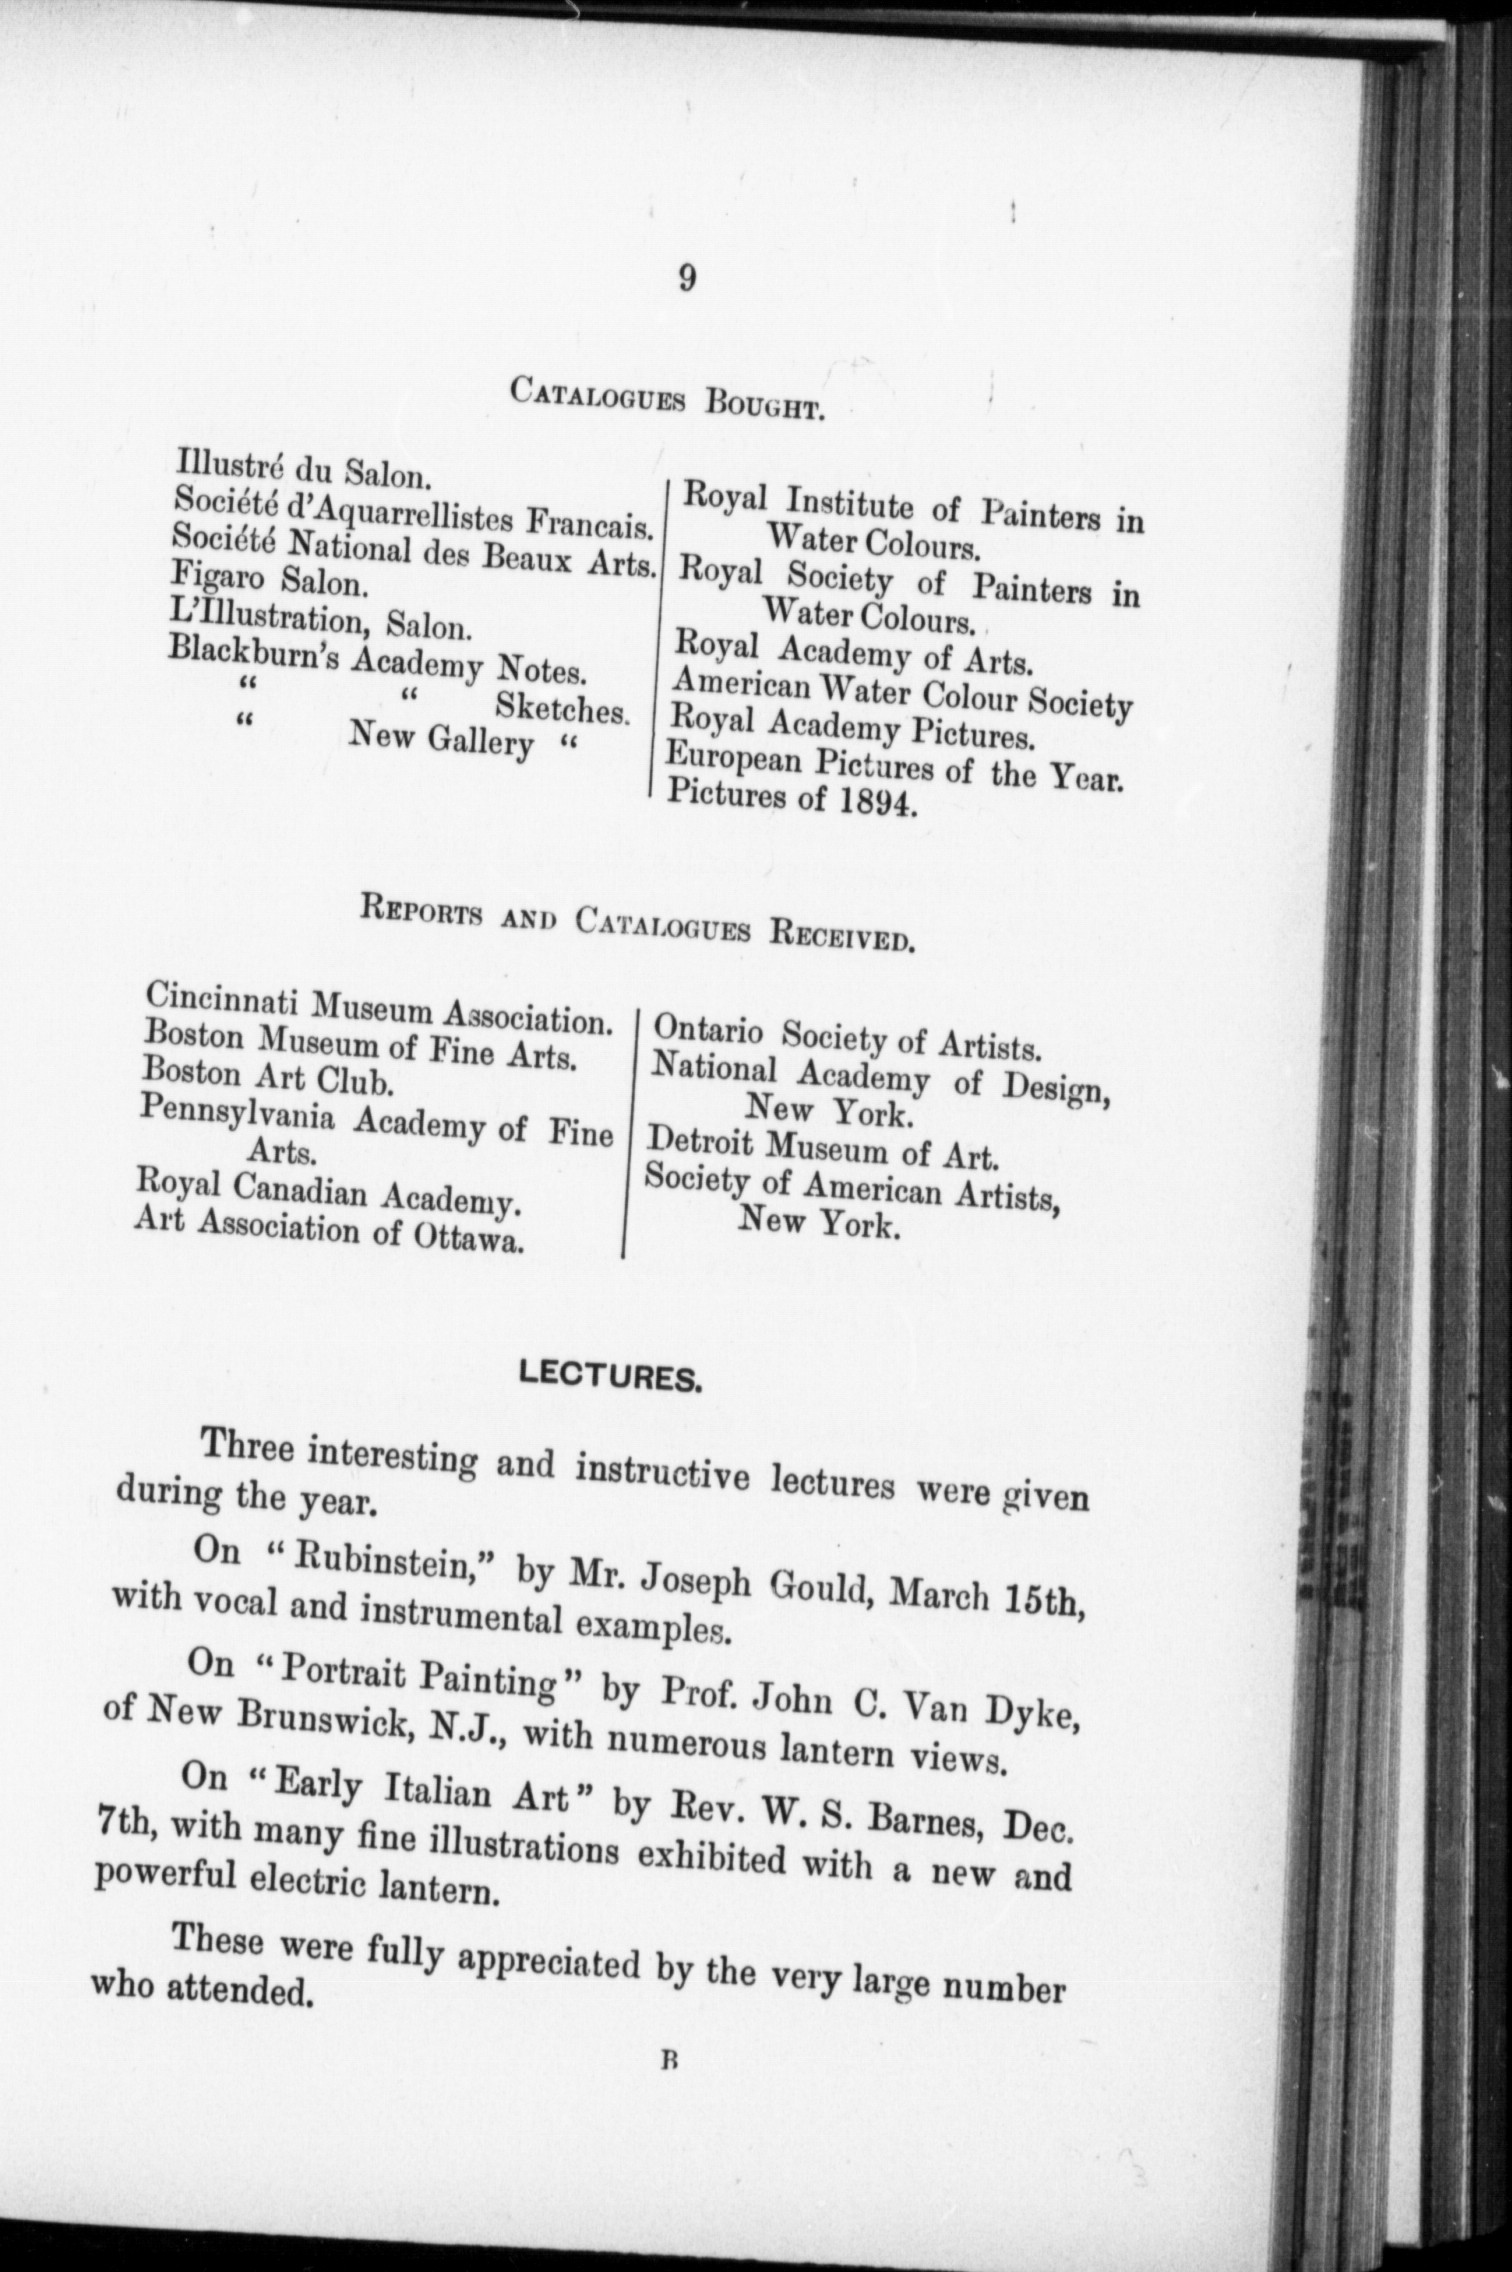 9
CATALOGUES BOUGHT.
Illustré du Salon.
Société d'Aquarrellistes Francais.
Société National des Beaux Arts.
Figaro Salon.
L'Illustration, Salon.
Blackburn's Academy Notes.
“ “ Sketches.
“ New Gallery “
Royal Institute of Painters in
Water Colours.
Royal Society of Painters in
Water Colours.
Royal Academy of Arts.
American Water Colour Society
Royal Academy Pictures.
European Pictures of the Year.
Pictures of 1894.
REPORTS AND CATALOGUES RECEIVED.
Cincinnati Museum Association.
Boston Museum of Fine Arts.
Boston Art Club.
Pennsylvania Academy of Fine
Arts.
Royal Canadian Academy.
Art Association of Ottawa.
Ontario Society of Artists.
National Academy of Design,
New York.
Detroit Museum of Art.
Society of American Artists,
New York.
LECTURES.
Three interesting and instructive lectures were given
during the year.
On “Rubinstein,” by Mr. Joseph Gould, March 15th,
with vocal and instrumental examples.
On “Portrait Painting” by Prof. John C. Van Dyke,
of New Brunswick, N.J., with numerous lantern views.
On “Early Italian Art” by Rev. W. S. Barnes, Dec.
7th, with many fine illustrations exhibited with a new and
powerful electric lantern.
These were fully appreciated by the very large number
who attended.
B